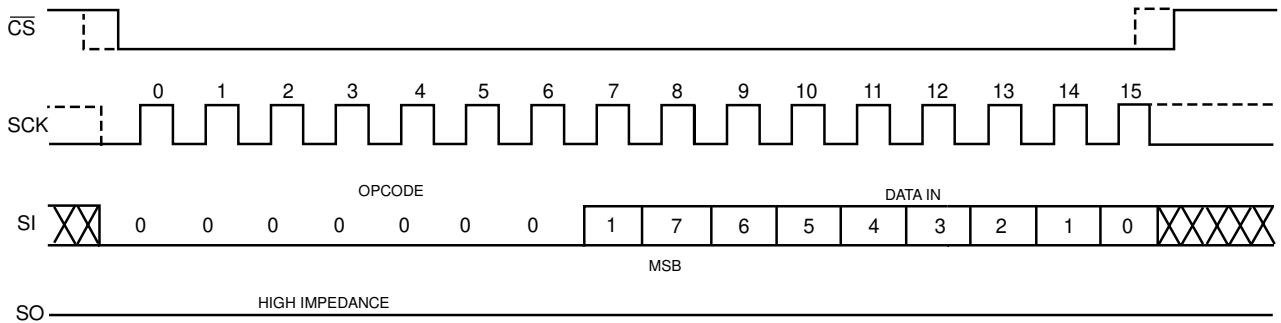 CS
0 1 2 3 4 5 6 7 8 9 10 11 12 13 14 15
SCK
OPCODE DATA IN
SI 0 0 0 0 0 0 0 1 7 6 5 4 3 2 1 0
MSB
HIGH IMPEDANCE
SO